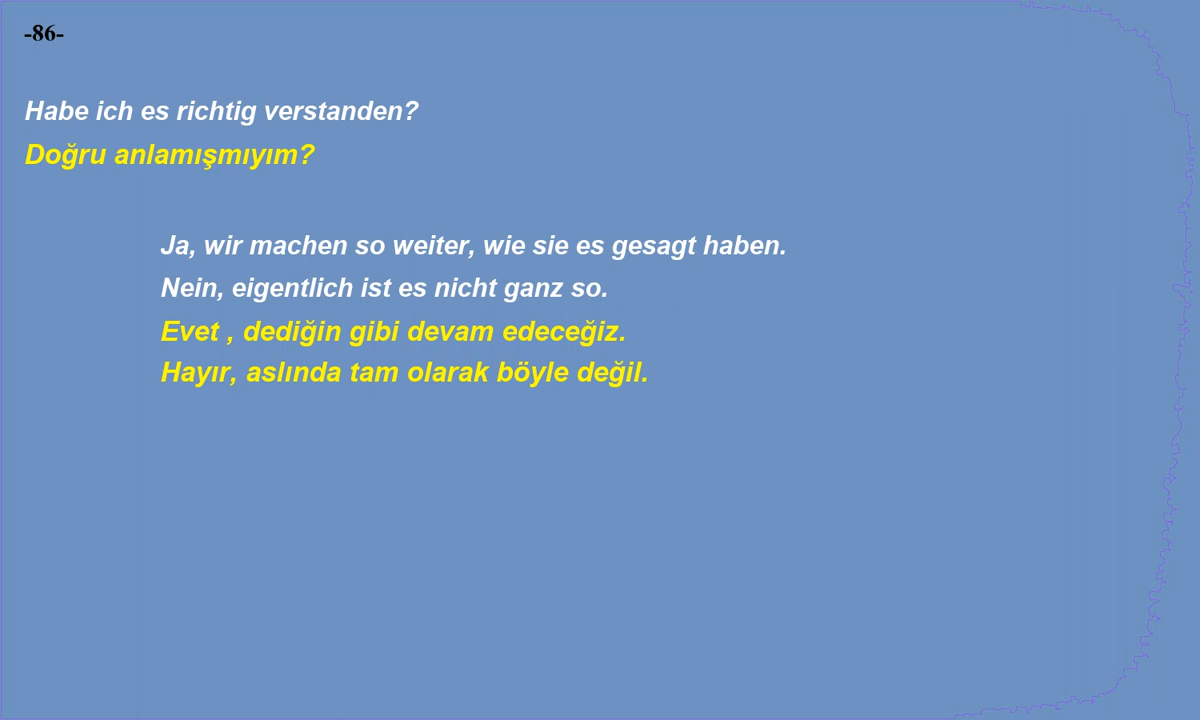 -86-
Habe ich es richtig verstanden?
Doğru anlamışmıyım?
Ja, wir machen so weiter, wie sie es gesagt haben.
Nein, eigentlich ist es nicht ganz so.
Evet , dediğin gibi devam edeceğiz.
Hayır, aslında tam olarak böyle değil.